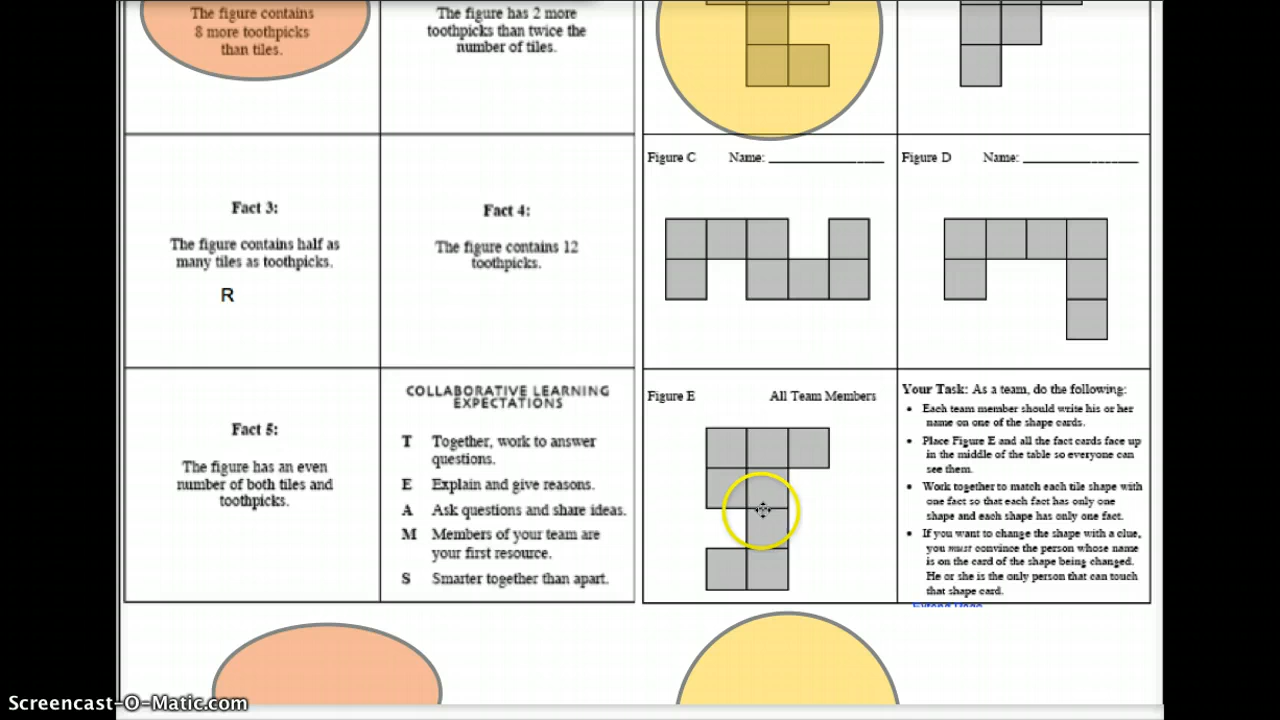 The figure contains
8 more toothpicks
than tiles.
The figure has 2 more
toothpicks than twice the
number of tiles.
Figure C Name: ____________
Figure D Name: ____________
Fact 3:
The figure contains half as
many tiles as toothpicks.
R
Fact 4:
The figure contains 12
toothpicks.
Fact 5:
The figure has an even
number of both tiles and
toothpicks.
COLLABORATIVE LEARNING
EXPECTATIONS
T Together, work to answer
questions.
E Explain and give reasons.
A Ask questions and share ideas.
M Members of your team are
your first resource.
S Smarter together than apart.
Figure E All Team Members
Your Task: As a team, do the following:
• Each team member should write his or her
name on one of the shape cards.
• Place Figure E and all the fact cards face up
in the middle of the table so everyone can
see them.
• Work together to match each tile shape with
one fact so that each fact has only one
shape and each shape has only one fact.
• If you want to change the shape with a clue,
you must convince the person whose name
is on the card of the shape being changed.
He or she is the only person that can touch
that shape card.
Screencast-O-Matic.com